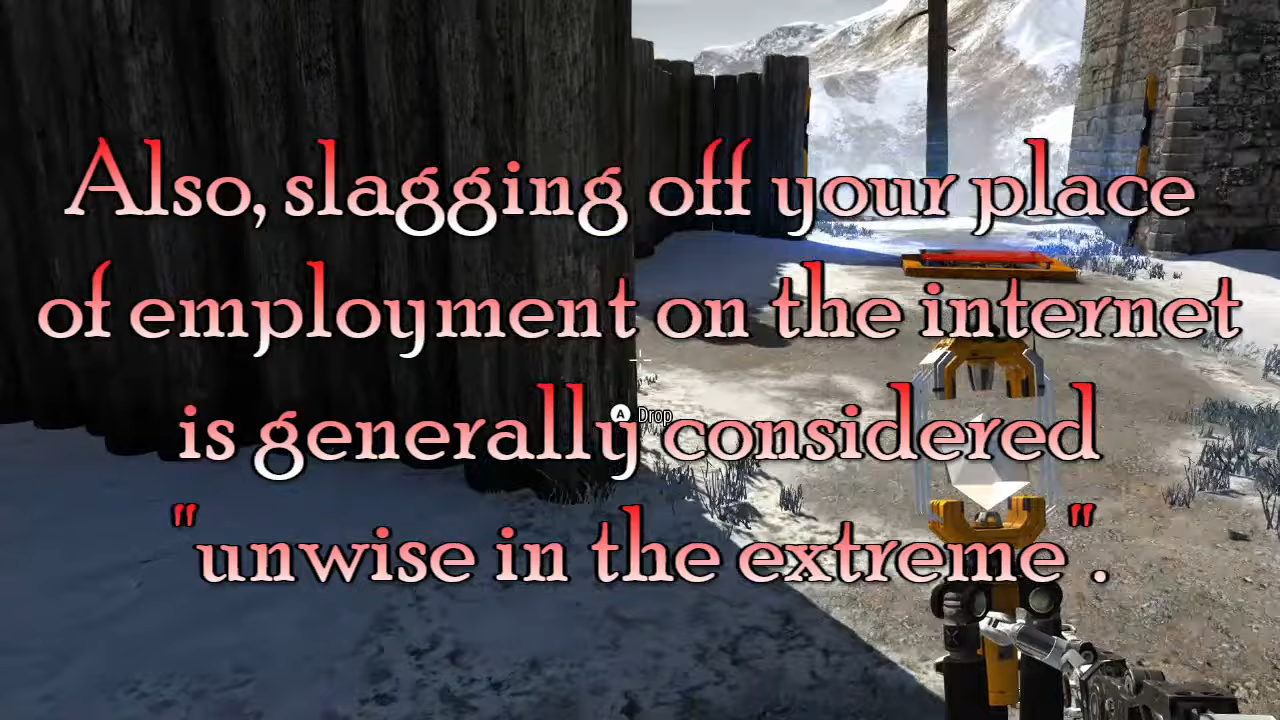 Also, slagging off your place
of employment on the internet
is generally considered
"unwise in the extreme".
A Drop